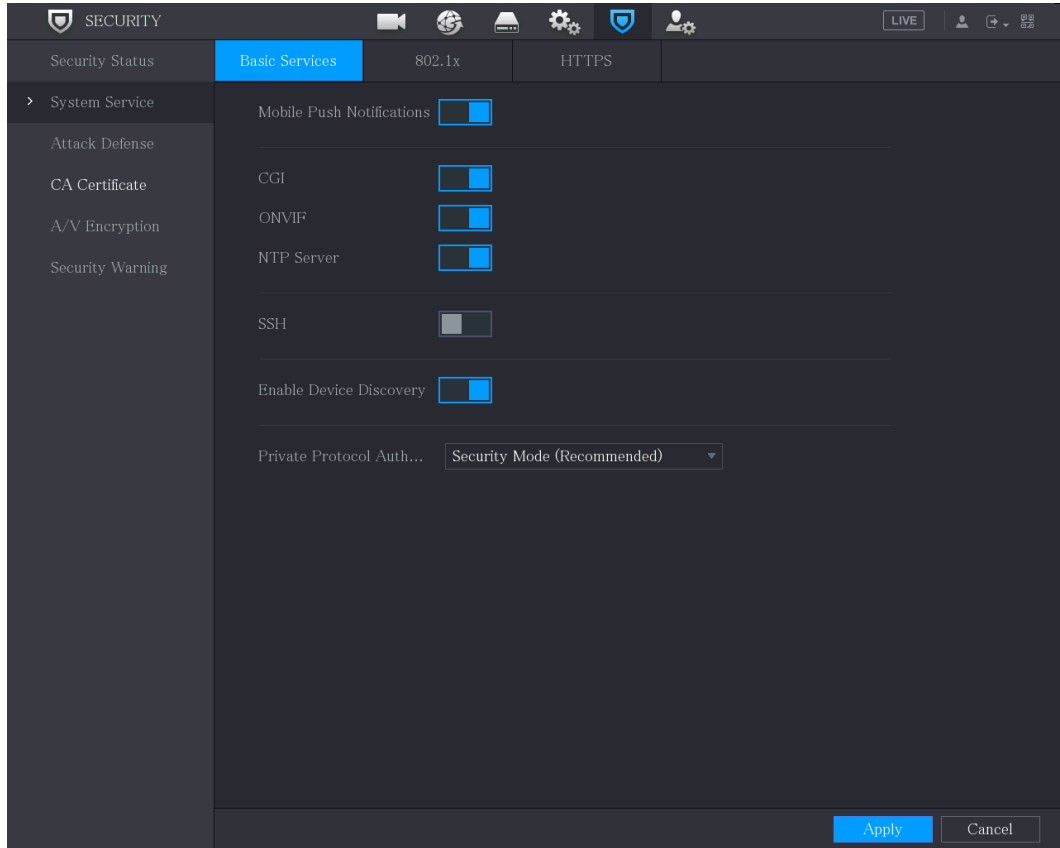 SECURITY
LIVE
Security Status
System Service
Attack Defense
CA Certificate
A/V Encryption
Security Warning
Basic Services
802.1x
HTTPS
Mobile Push Notifications
CGI
ONVIF
NTP Server
SSH
Enable Device Discovery
Private Protocol Auth... Security Mode (Recommended)
Apply
Cancel